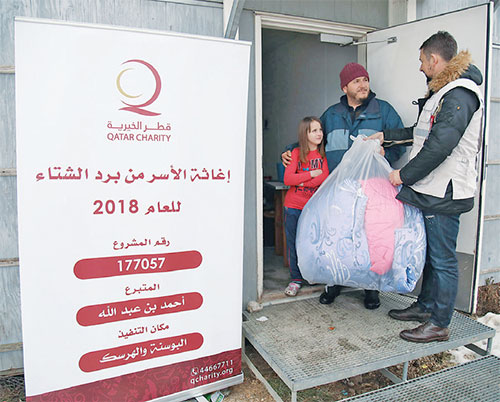 قطر الخيرية
QATAR CHARITY
إغاثة الأسر من برد الشتاء
للعام 2018
رقم المشروع
177057
المتبرع
أحمد بن عبد الله
مكان التنفيذ
البوسنة والهرسك
44667711
qcharity.org